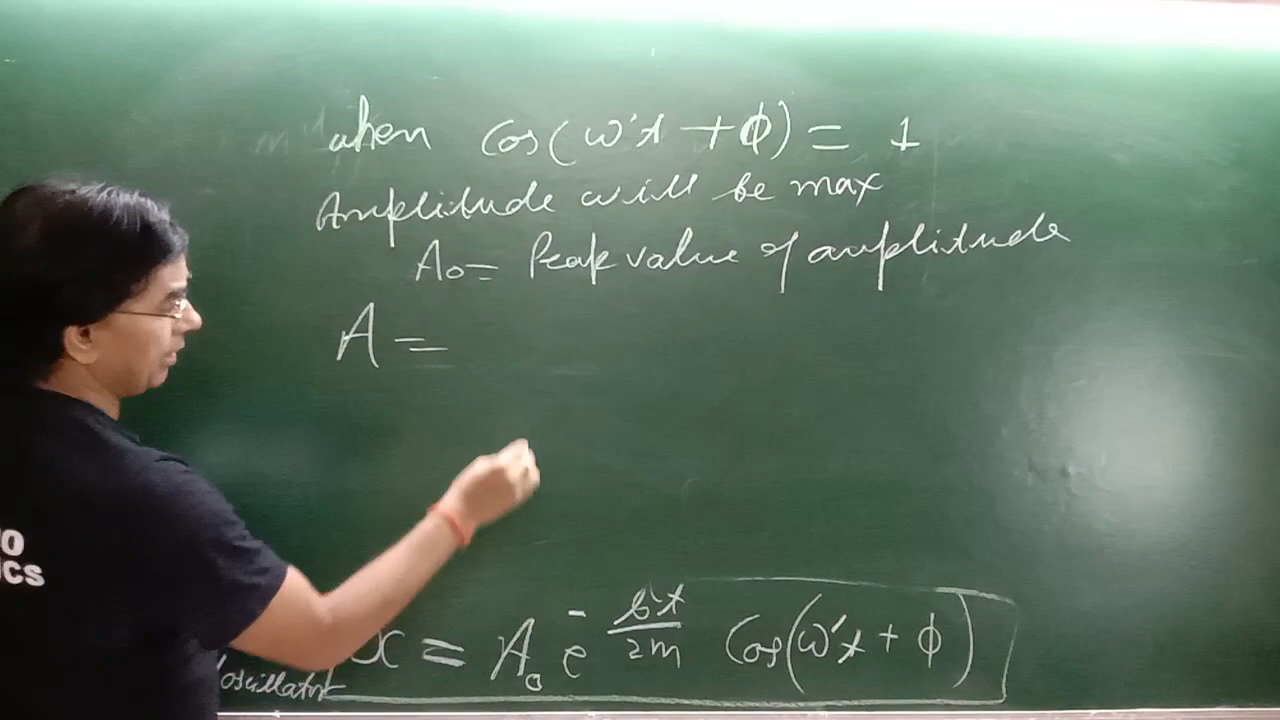 when cos(ω't + ϕ) = 1
Amplitude will be max
A₀ = Peak value of amplitude
A =
x = A₀ e^(-bt/2m) Cos(ω't + ϕ)
oscillator